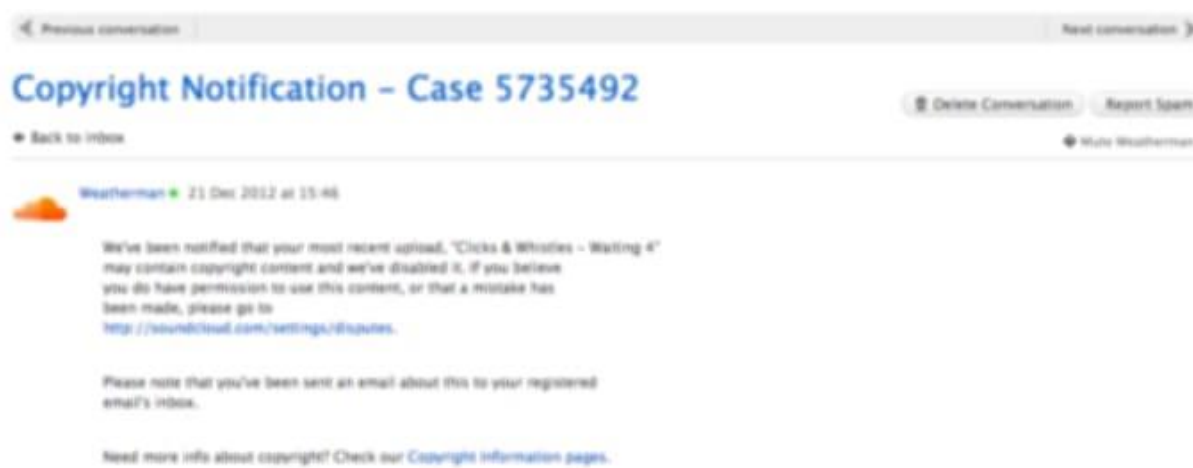 Previous conversation
Next conversation
Copyright Notification – Case 5735492
Delete Conversation
Report Spam
Back to inbox
Mute Weatherman
Weatherman 21 Dec 2012 at 15:46
We've been notified that your most recent upload, "Clicks & Whistles – Waiting 4"
may contain copyright content and we've disabled it. If you believe
you do have permission to use this content, or that a mistake has
been made, please go to
http://soundcloud.com/settings/disputes.
Please note that you've been sent an email about this to your registered
email's inbox.
Need more info about copyright? Check our Copyright Information pages.